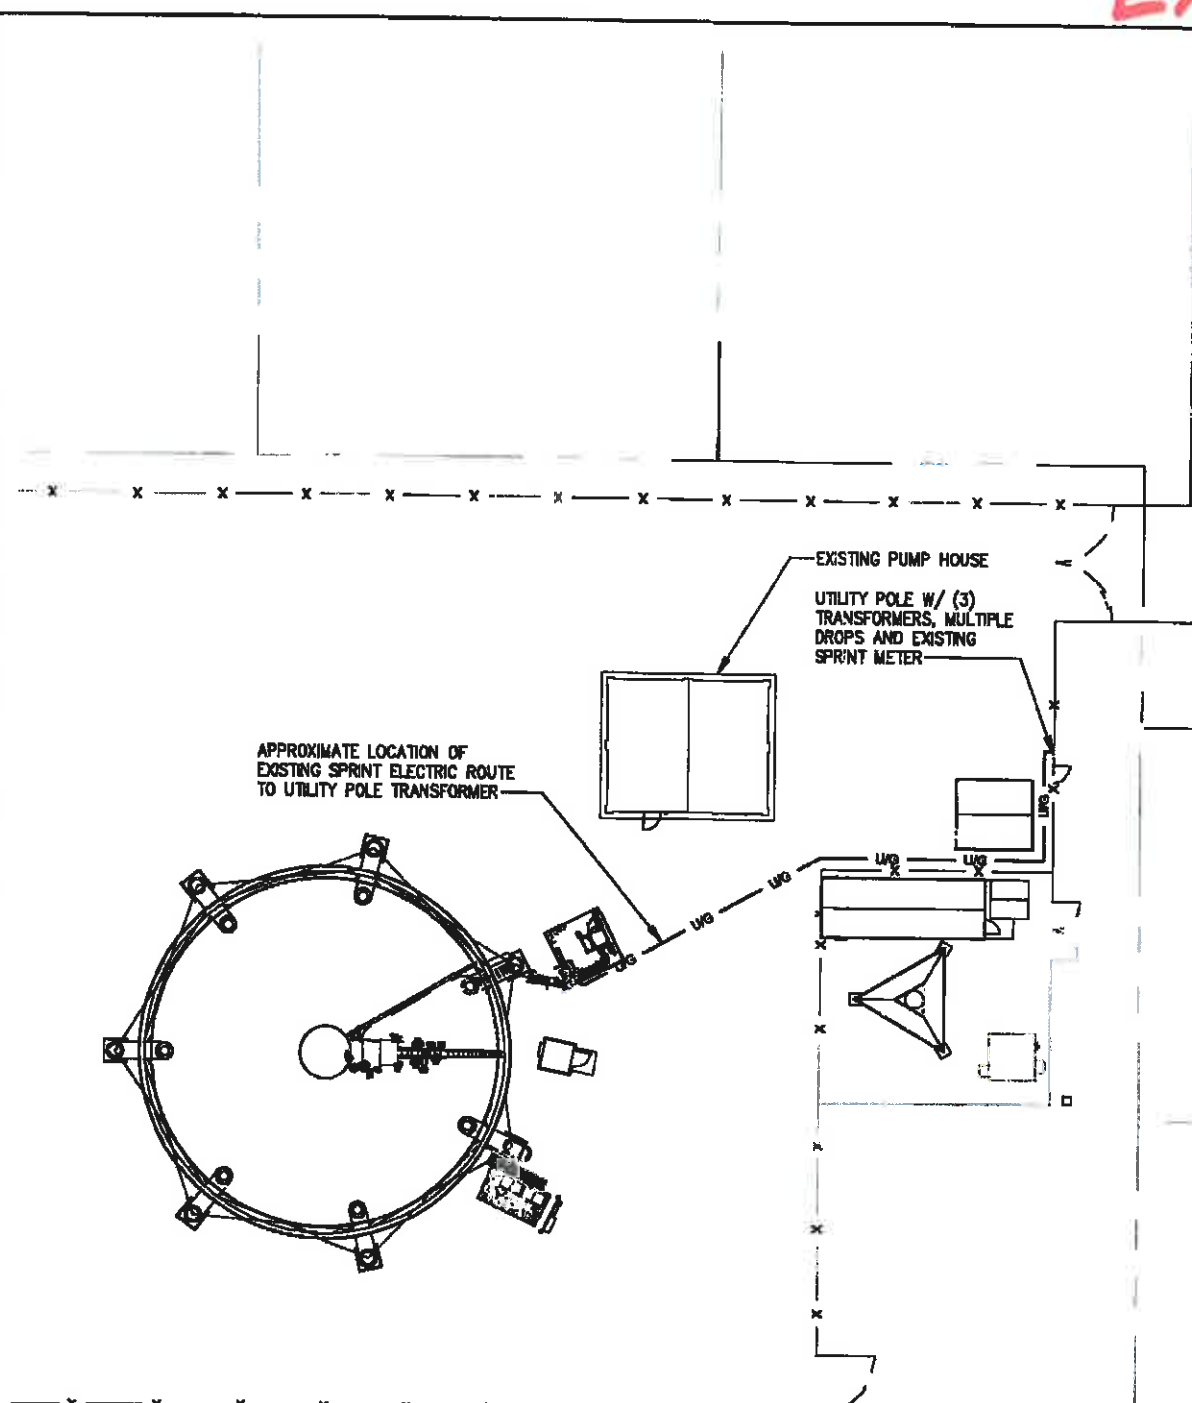 EXISTING PUMP HOUSE
UTILITY POLE W/ (3)
TRANSFORMERS, MULTIPLE
DROPS AND EXISTING
SPRINT METER
APPROXIMATE LOCATION OF
EXISTING SPRINT ELECTRIC ROUTE
TO UTILITY POLE TRANSFORMER
U/G
U/G
U/G
U/G
U/G
U/G